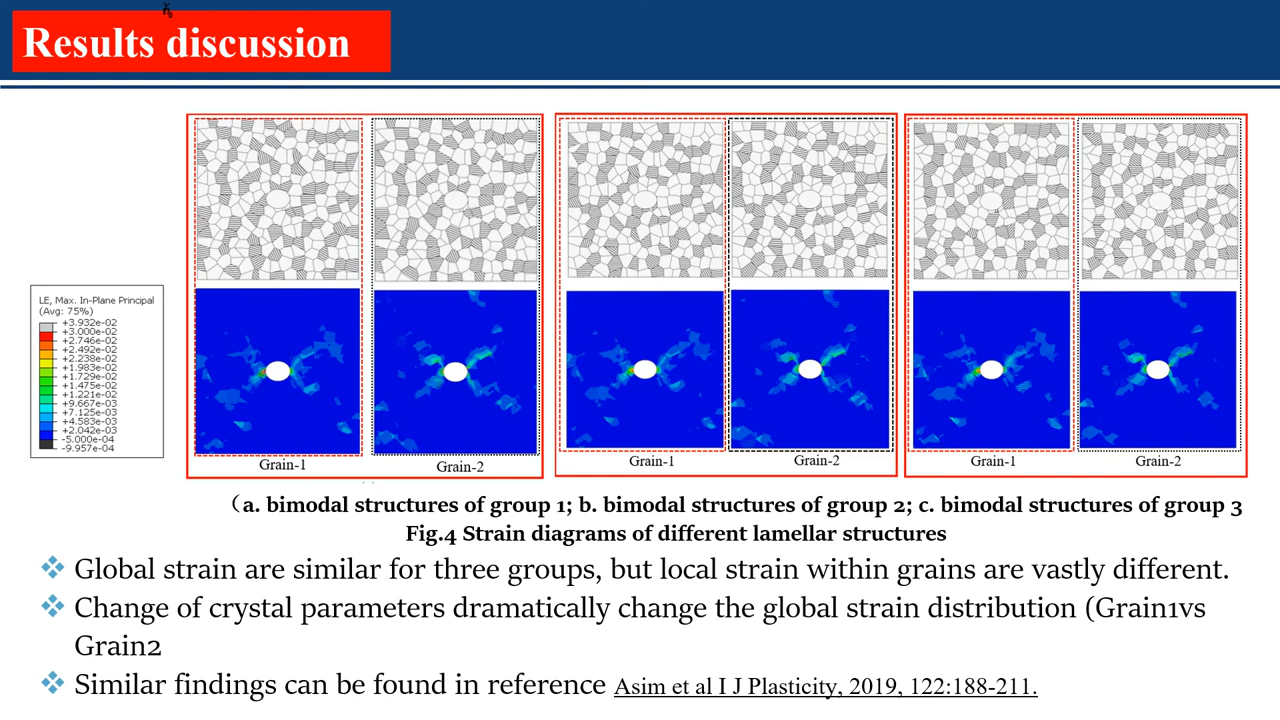 Results discussion
LE, Max. In-Plane Principal
(Avg: 75%)
+3.932e-02
+3.000e-02
+2.746e-02
+2.492e-02
+2.238e-02
+1.983e-02
+1.729e-02
+1.475e-02
+1.221e-02
+9.667e-03
+7.125e-03
+4.583e-03
+2.042e-03
-5.000e-04
-9.957e-04
Grain-1
Grain-2
Grain-1
Grain-2
Grain-1
Grain-2
（a. bimodal structures of group 1; b. bimodal structures of group 2; c. bimodal structures of group 3
Fig.4 Strain diagrams of different lamellar structures
Global strain are similar for three groups, but local strain within grains are vastly different.
Change of crystal parameters dramatically change the global strain distribution (Grain1vs
Grain2
Similar findings can be found in reference Asim et al I J Plasticity, 2019, 122:188-211.